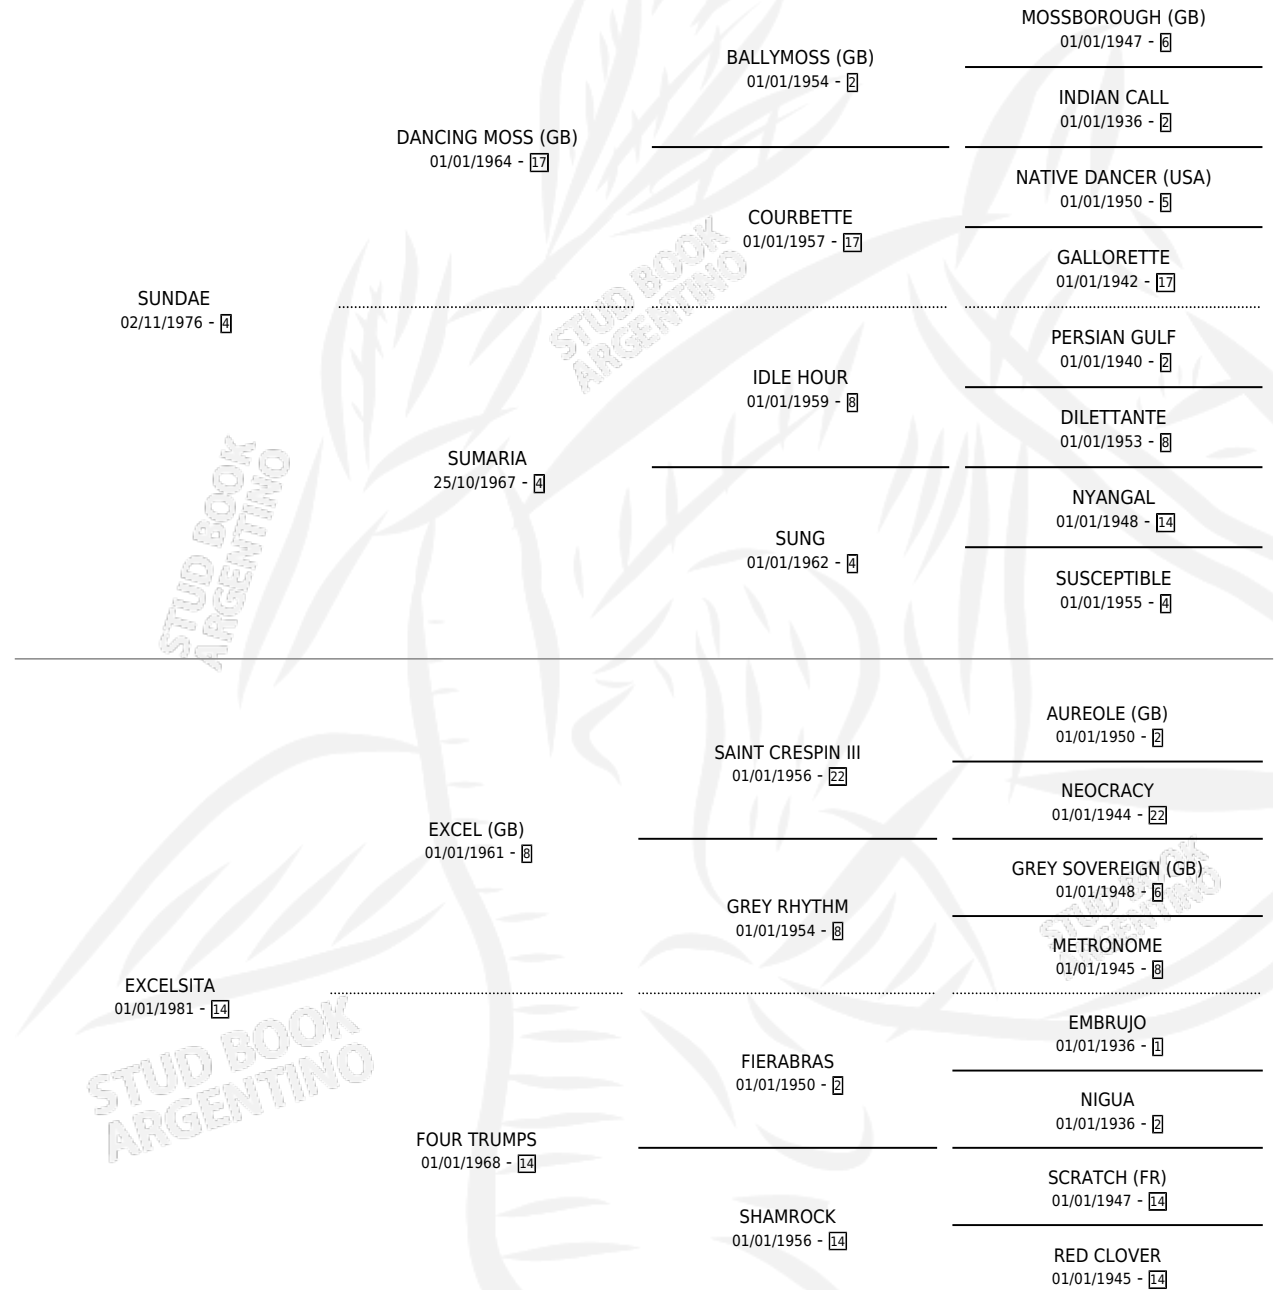 MOSSBOROUGH (GB)
01/01/1947 - 6
BALLYMOSS (GB)
01/01/1954 - 2
INDIAN CALL
01/01/1936 - 2
DANCING MOSS (GB)
01/01/1964 - 17
NATIVE DANCER (USA)
01/01/1950 - 5
COURBETTE
01/01/1957 - 17
GALLORETTE
01/01/1942 - 17
SUNDAE
02/11/1976 - 4
PERSIAN GULF
01/01/1940 - 2
IDLE HOUR
01/01/1959 - 8
DILETTANTE
01/01/1953 - 8
SUMARIA
25/10/1967 - 4
NYANGAL
01/01/1948 - 14
SUNG
01/01/1962 - 4
SUSCEPTIBLE
01/01/1955 - 4
AUREOLE (GB)
01/01/1950 - 2
SAINT CRESPIN III
01/01/1956 - 22
NEOCRACY
01/01/1944 - 22
EXCEL (GB)
01/01/1961 - 8
GREY SOVEREIGN (GB)
01/01/1948 - 6
GREY RHYTHM
01/01/1954 - 8
METRONOME
01/01/1945 - 8
EXCELSITA
01/01/1981 - 14
EMBRUJO
01/01/1936 - 1
FIERABRAS
01/01/1950 - 2
NIGUA
01/01/1936 - 2
FOUR TRUMPS
01/01/1968 - 14
SCRATCH (FR)
01/01/1947 - 14
SHAMROCK
01/01/1956 - 14
RED CLOVER
01/01/1945 - 14
STUD BOOK
ARGENTINO
STUD BOOK
ARGENTINO
STUD BOOK
ARGENTINO
STUD BOOK
ARGENTINO